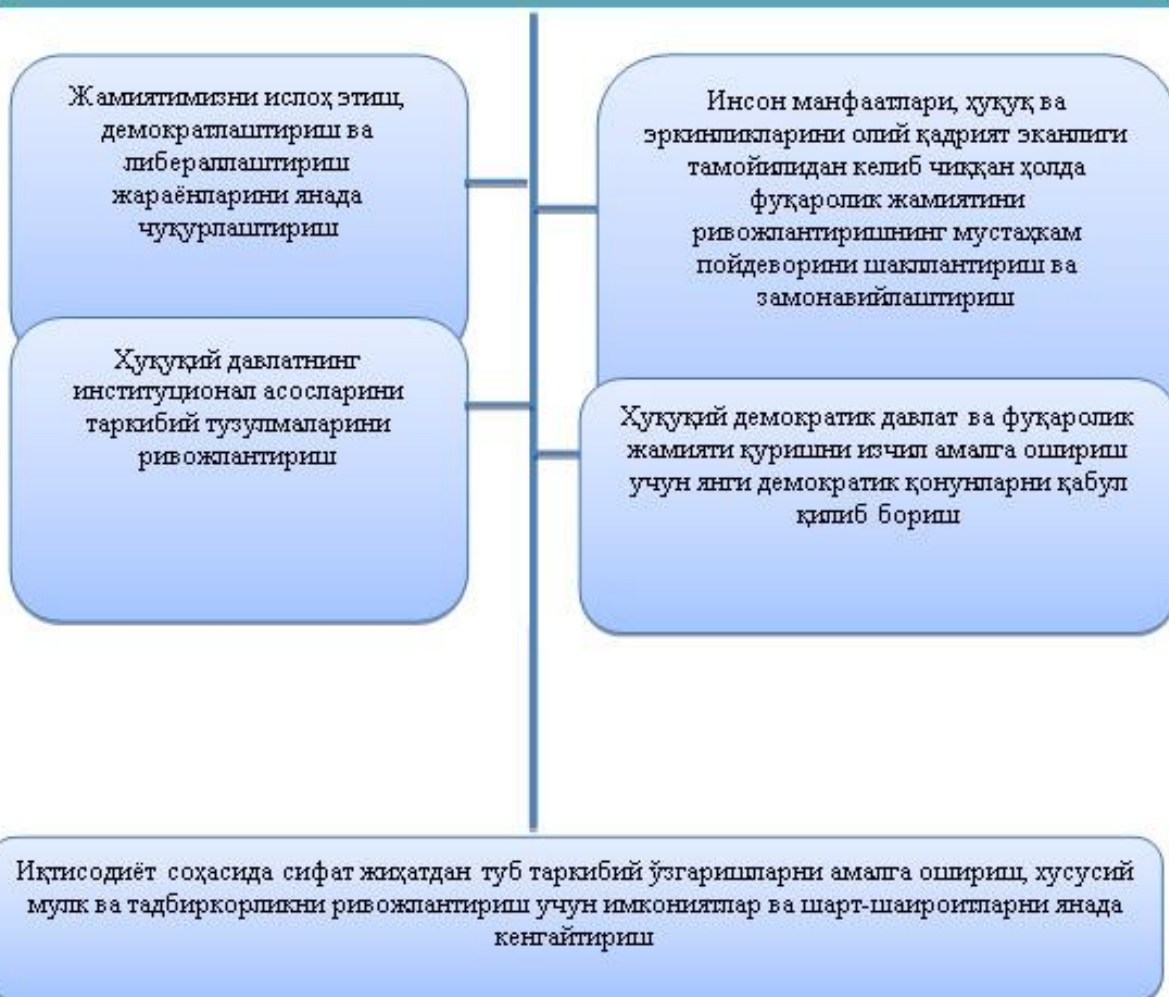 Жамиятимизни ислоҳ этиш,
демократлаштириш ва
либераллаштириш
жараёнларини янада
чуқурлаштириш
Инсон манфаатлари, ҳуқуқ ва
эркинликларини олий қадрият эканлиги
тамойилидан келиб чиққан ҳолда
фуқаролик жамиятини
ривожлантиришнинг мустаҳкам
пойдеворини шакллантириш ва
замонавийлаштириш
Ҳуқуқий давлатнинг
институционал асосларини
таркибий тузулмаларини
ривожлантириш
Ҳуқуқий демократик давлат ва фуқаролик
жамияти қуришни изчил амалга ошириш
учун янги демократик қонунларни қабул
қилиб бориш
Иқтисодиёт соҳасида сифат жиҳатдан туб таркибий ўзгаришларни амалга ошириш, хусусий
мулк ва тадбиркорликни ривожлантириш учун имкониятлар ва шарт-шаироитларни янада
кенгайтириш